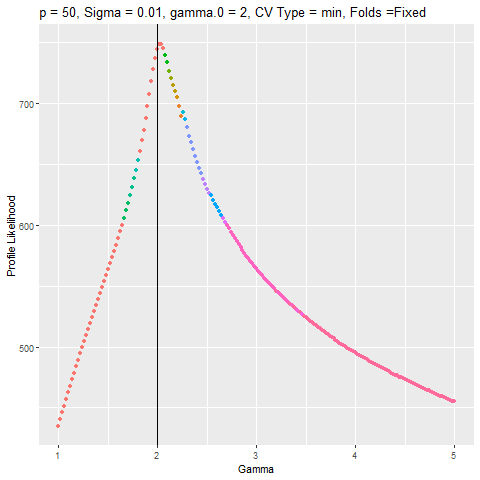 p = 50, Sigma = 0.01, gamma.0 = 2, CV Type = min, Folds =Fixed
Profile Likelihood
700
600
500
1 2 3 4 5
Gamma